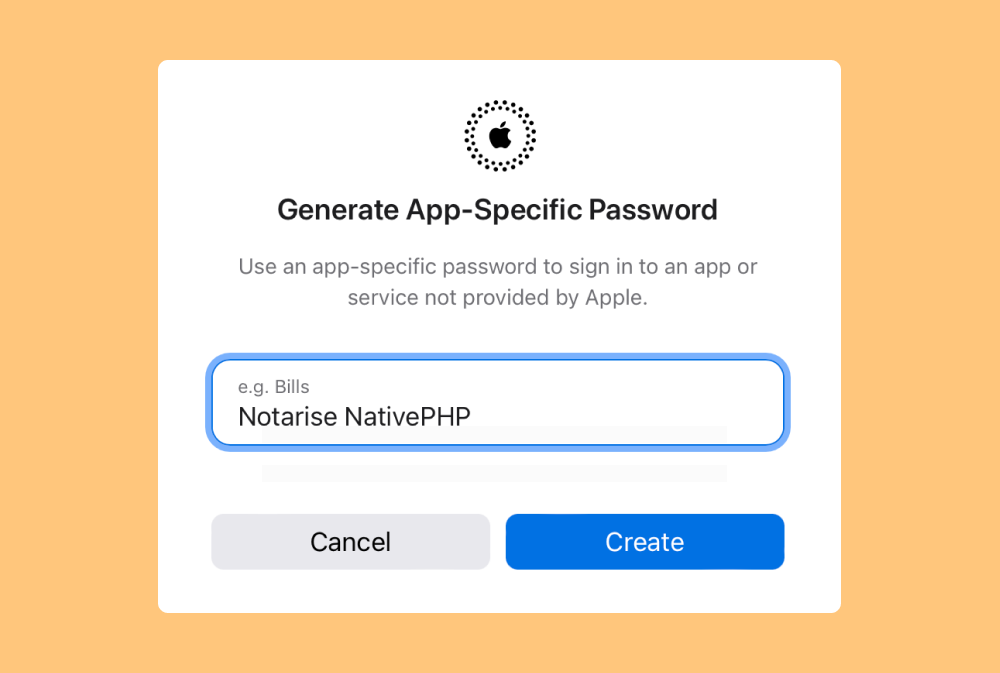 Generate App-Specific Password
Use an app-specific password to sign in to an app or
service not provided by Apple.
e.g. Bills
Notarise NativePHP
Cancel
Create